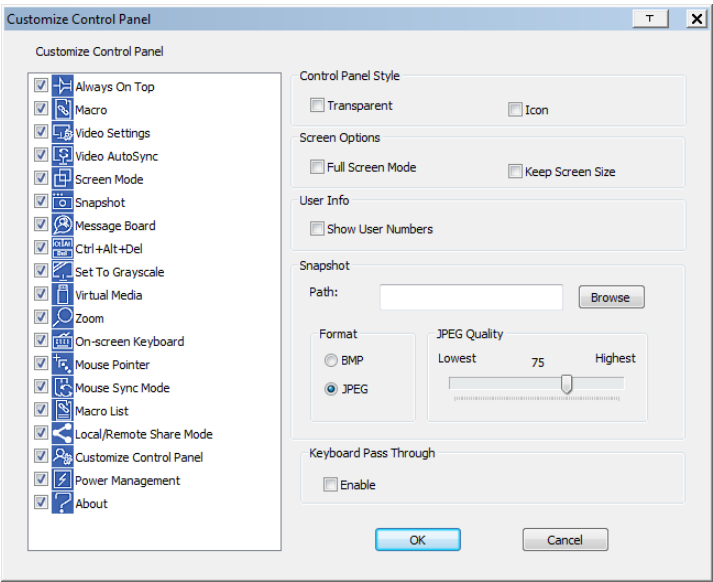 Customize Control Panel
T
X
Customize Control Panel
Always On Top
Macro
Video Settings
Video AutoSync
Screen Mode
Snapshot
Message Board
Ctrl+Alt+Del
Set To Grayscale
Virtual Media
Zoom
On-screen Keyboard
Mouse Pointer
Mouse Sync Mode
Macro List
Local/Remote Share Mode
Customize Control Panel
Power Management
About
Control Panel Style
Transparent
Icon
Screen Options
Full Screen Mode
Keep Screen Size
User Info
Show User Numbers
Snapshot
Path:
Browse
Format
BMP
JPEG
JPEG Quality
Lowest 75 Highest
Keyboard Pass Through
Enable
OK
Cancel